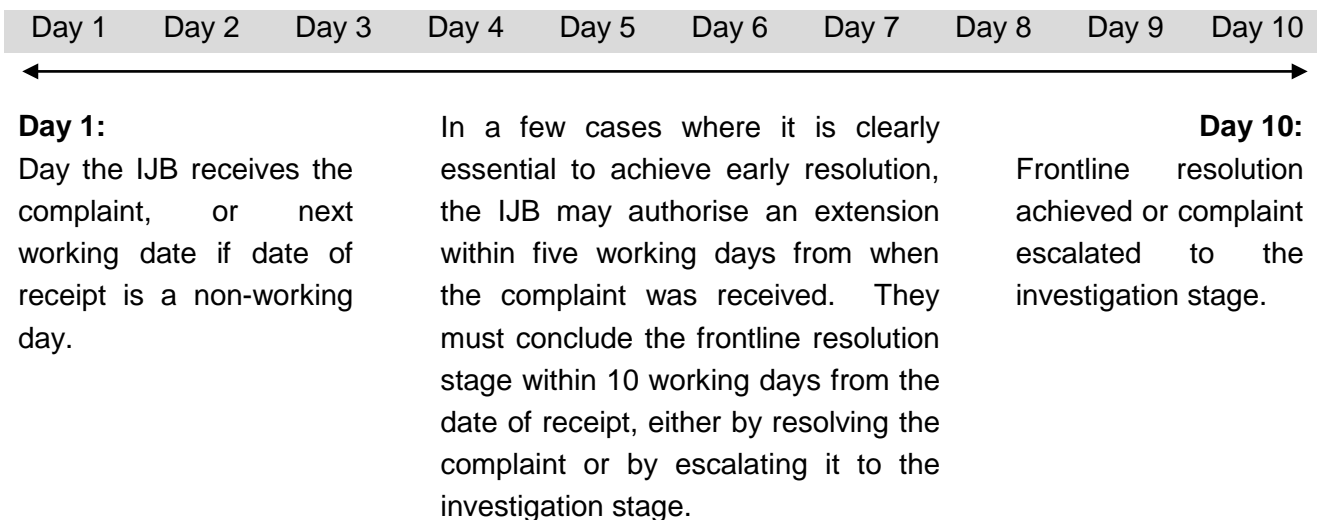 Day 1 Day 2 Day 3 Day 4 Day 5 Day 6 Day 7 Day 8 Day 9 Day 10
Day 1:
Day the IJB receives the
complaint, or next
working date if date of
receipt is a non-working
day.
In a few cases where it is clearly
essential to achieve early resolution,
the IJB may authorise an extension
within five working days from when
the complaint was received. They
must conclude the frontline resolution
stage within 10 working days from the
date of receipt, either by resolving the
complaint or by escalating it to the
investigation stage.
Day 10:
Frontline resolution
achieved or complaint
escalated to the
investigation stage.